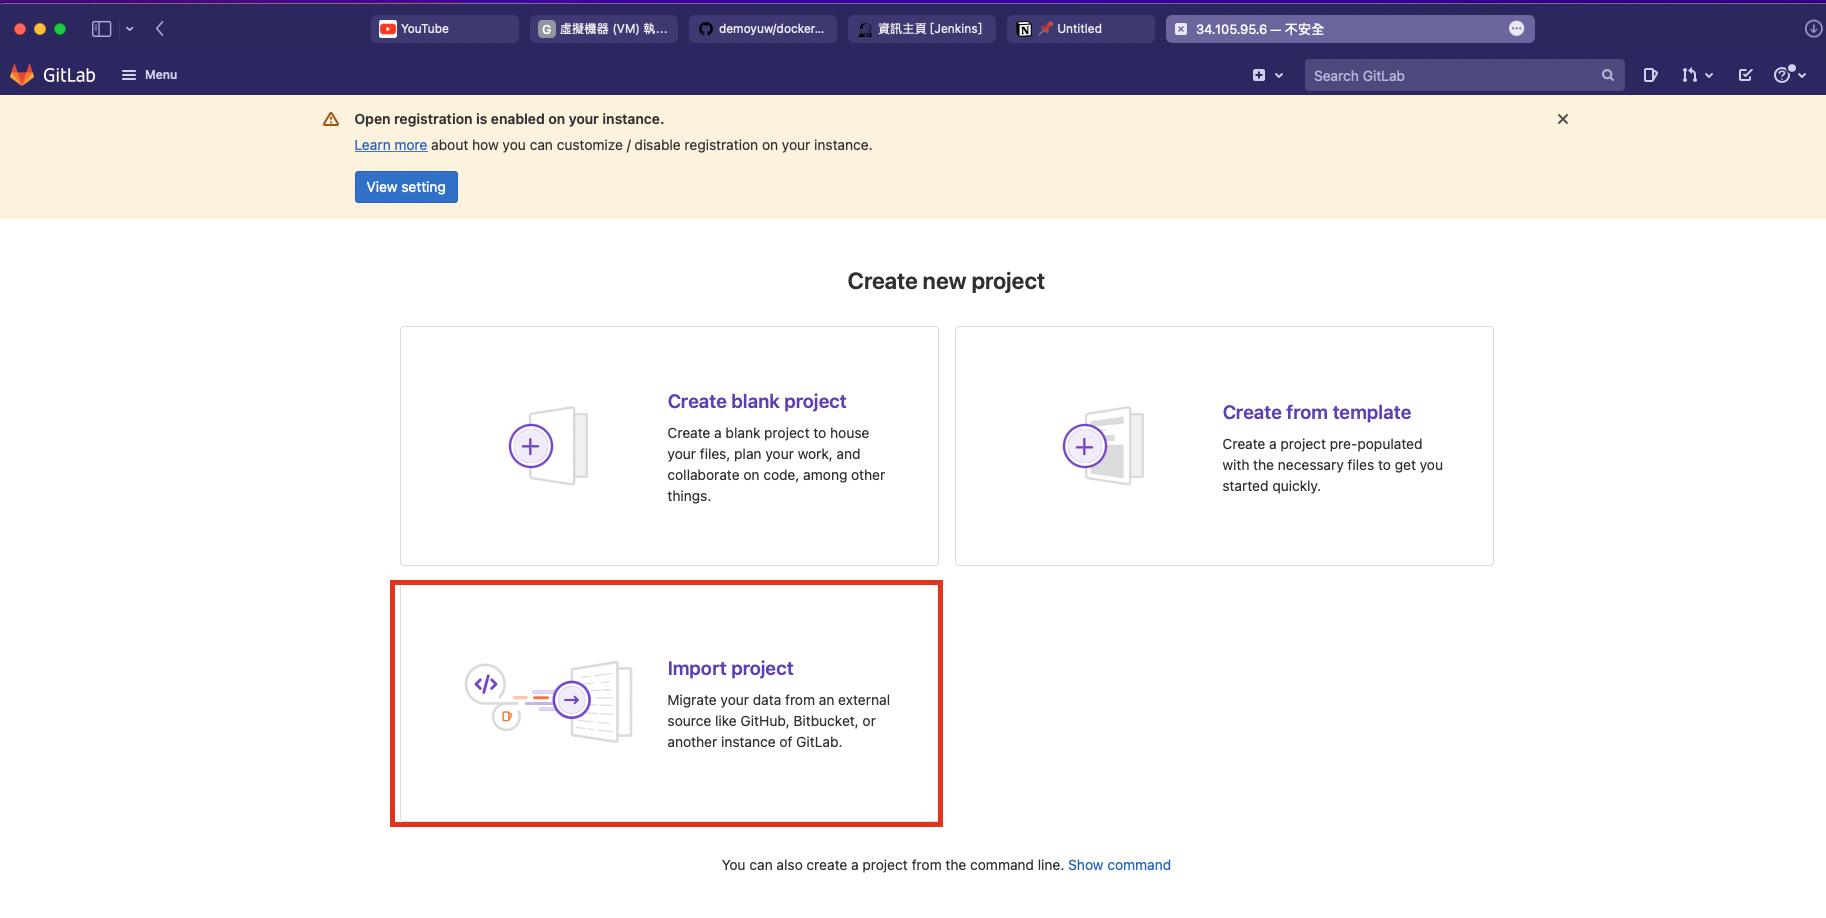 YouTube
G 虛擬機器 (VM) 執...
demoyuw/docker...
資訊主頁 [Jenkins]
Untitled
34.105.95.6 — 不安全
GitLab
Menu
Search GitLab
Open registration is enabled on your instance.
Learn more about how you can customize / disable registration on your instance.
View setting
Create new project
Create blank project
Create a blank project to house
your files, plan your work, and
collaborate on code, among other
things.
Create from template
Create a project pre-populated
with the necessary files to get you
started quickly.
Import project
Migrate your data from an external
source like GitHub, Bitbucket, or
another instance of GitLab.
You can also create a project from the command line. Show command